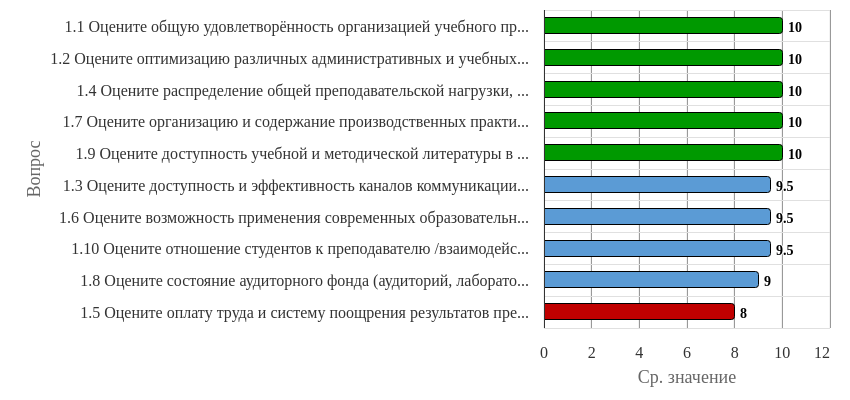 1.1 Оцените общую удовлетворённость организацией учебного пр... 10
1.2 Оцените оптимизацию различных административных и учебных... 10
1.4 Оцените распределение общей преподавательской нагрузки, ... 10
1.7 Оцените организацию и содержание производственных практи... 10
1.9 Оцените доступность учебной и методической литературы в ... 10
1.3 Оцените доступность и эффективность каналов коммуникации... 9.5
1.6 Оцените возможность применения современных образовательн... 9.5
1.10 Оцените отношение студентов к преподавателю /взаимодейс... 9.5
1.8 Оцените состояние аудиторного фонда (аудиторий, лаборато... 9
1.5 Оцените оплату труда и систему поощрения результатов пре... 8
Вопрос
0 2 4 6 8 10 12
Ср. значение